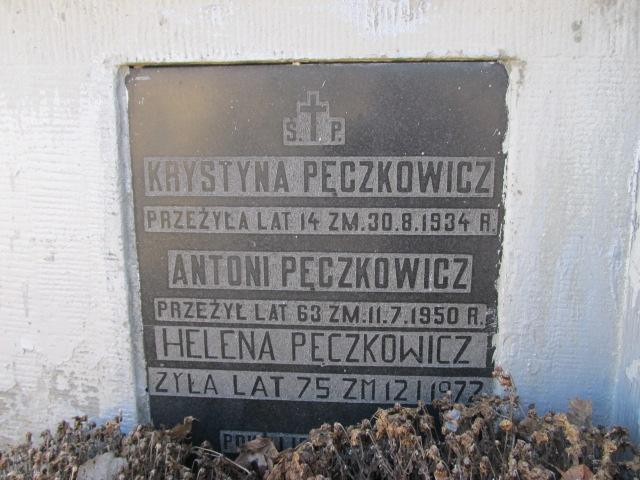 Ś. P.
KRYSTYNA PĘCZKOWICZ
PRZEŻYŁA LAT 14 ZM. 30.8.1934 R.
ANTONI PĘCZKOWICZ
PRZEŻYŁ LAT 63 ZM. 11.7.1950 R.
HELENA PĘCZKOWICZ
ŻYŁA LAT 75 ZM 12 1 1972